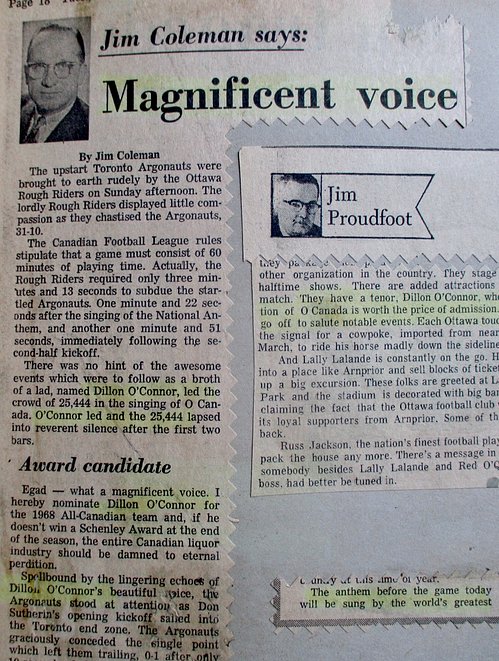 Page 18
Jim Coleman says:
Magnificent voice
By Jim Coleman
The upstart Toronto Argonauts were
brought to earth rudely by the Ottawa
Rough Riders on Sunday afternoon. The
lordly Rough Riders displayed little com-
passion as they chastised the Argonauts,
31-10.
The Canadian Football League rules
stipulate that a game must consist of 60
minutes of playing time. Actually, the
Rough Riders required only three min-
utes and 13 seconds to subdue the star-
tled Argonauts. One minute and 22 sec-
onds after the singing of the National An-
them, and another one minute and 51
seconds, immediately following the sec-
ond-half kickoff.
There was no hint of the awesome
events which were to follow as a broth
of a lad, named Dillon O'Connor, led the
crowd of 25,444 in the singing of O Can-
ada. O'Connor led and the 25,444 lapsed
into reverent silence after the first two
bars.
Award candidate
Egad — what a magnificent voice. I
hereby nominate Dillon O'Connor for
the 1968 All-Canadian team and, if he
doesn't win a Schenley Award at the end
of the season, the entire Canadian liquor
industry should be damned to eternal
perdition.
Spellbound by the lingering echoes of
Dillon O'Connor's beautiful voice, the
Argonauts stood at attention as Don
Sutherin's opening kickoff sailed into
the Toronto end zone. The Argonauts
graciously conceded the single point
which left them trailing, 0-1 after only
Jim
Proudfoot
other organization in the country. They stage
halftime shows. There are added attractions
match. They have a tenor, Dillon O'Connor, wh
tion of O Canada is worth the price of admission.
go off to salute notable events. Each Ottawa touc
the signal for a cowpoke, imported from near
March, to ride his horse madly down the sideline
And Lally Lalande is constantly on the go. H
into a place like Arnprior and sell blocks of ticket
up a big excursion. These folks are greeted at L
Park and the stadium is decorated with big ban
claiming the fact that the Ottawa football club
its loyal supporters from Arnprior. Some of th
back.
Russ Jackson, the nation's finest football play
pack the house any more. There's a message in
somebody besides Lally Lalande and Red O'Q
boss, had better be tuned in.
country at this time of year.
The anthem before the game today
will be sung by the world's greatest